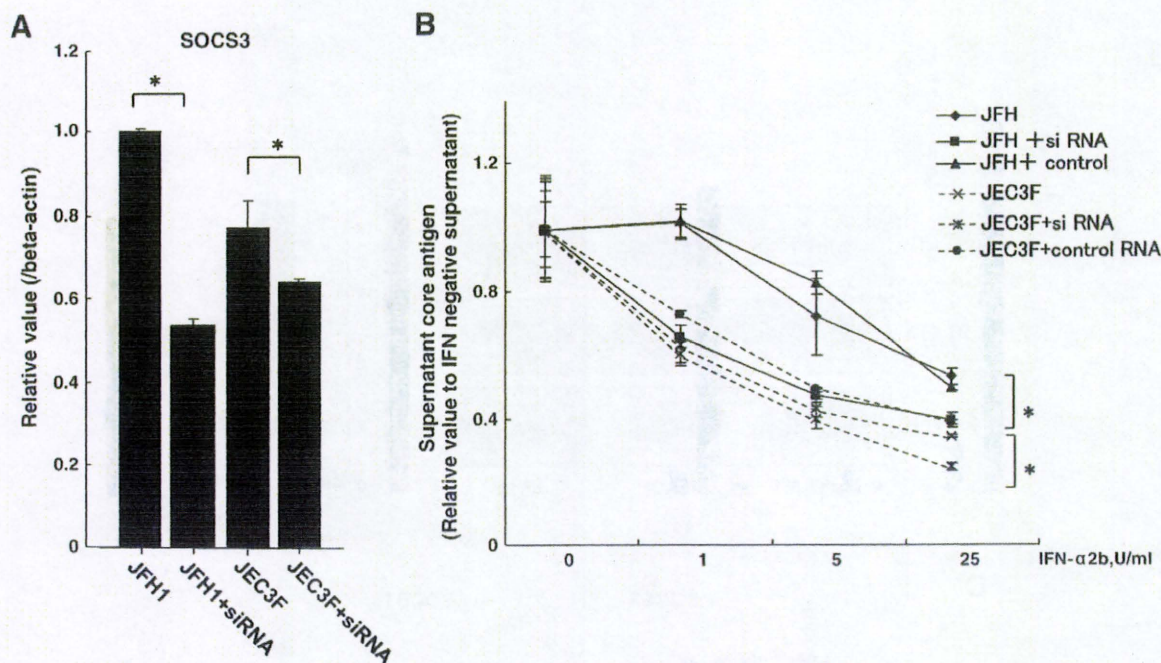 A
SOCS3
1.2
1.0
0.8
0.6
0.4
0.2
0
Relative value (/beta-actin)
*
*
JFH1
JFH1+siRNA
JEC3F
JEC3F+siRNA
B
Supernatant core antigen
(Relative value to IFN negative supernatant)
1.2
0.8
0.4
0
0
1
5
25
IFN-α2b,U/ml
JFH
JFH +si RNA
JFH+ control
JEC3F
JEC3F+si RNA
JEC3F+control RNA
*
*